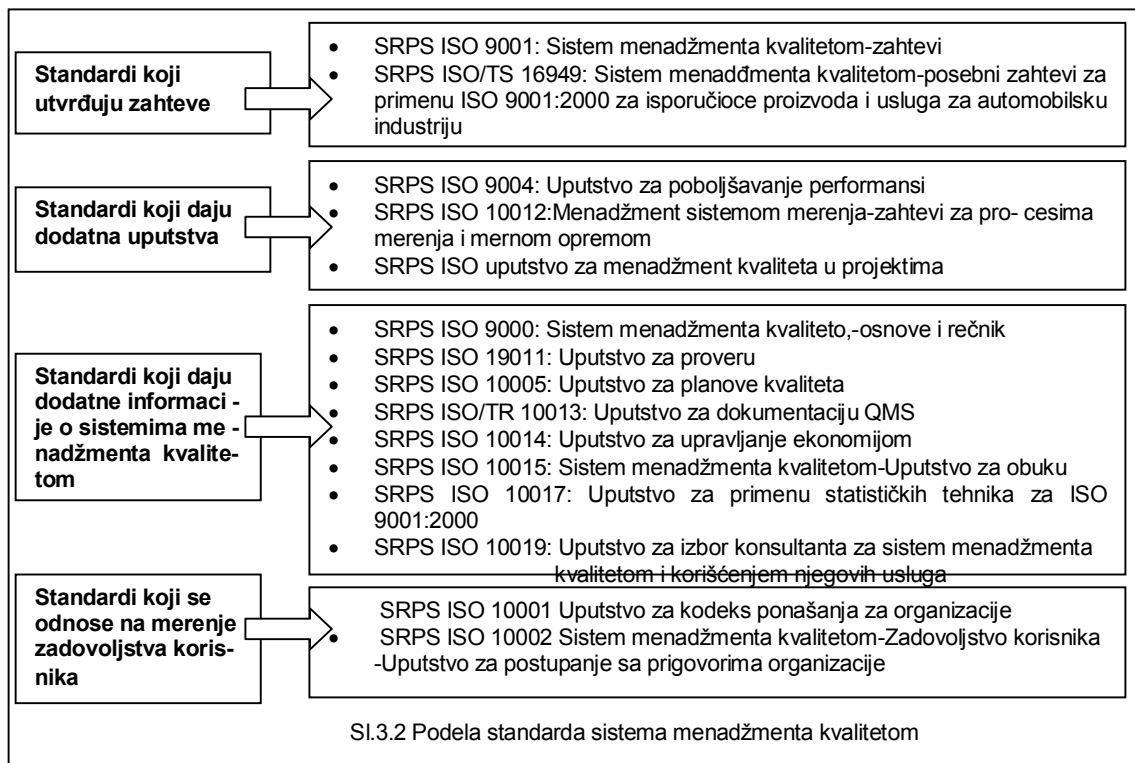 Standardi koji
utvrđuju zahteve
• SRPS ISO 9001: Sistem menadžmenta kvalitetom-zahtevi
• SRPS ISO/TS 16949: Sistem menadđmenta kvalitetom-posebni zahtevi za
primenu ISO 9001:2000 za isporučioce proizvoda i usluga za automobilsku
industriju
Standardi koji daju
dodatna uputstva
• SRPS ISO 9004: Uputstvo za poboljšavanje performansi
• SRPS ISO 10012:Menadžment sistemom merenja-zahtevi za pro- cesima
merenja i mernom opremom
• SRPS ISO uputstvo za menadžment kvaliteta u projektima
Standardi koji daju
dodatne informaci -
je o sistemima me -
nadžmenta kvalite-
tom
• SRPS ISO 9000: Sistem menadžmenta kvaliteto,-osnove i rečnik
• SRPS ISO 19011: Uputstvo za proveru
• SRPS ISO 10005: Uputstvo za planove kvaliteta
• SRPS ISO/TR 10013: Uputstvo za dokumentaciju QMS
• SRPS ISO 10014: Uputstvo za upravljanje ekonomijom
• SRPS ISO 10015: Sistem menadžmenta kvalitetom-Uputstvo za obuku
• SRPS ISO 10017: Uputstvo za primenu statističkih tehnika za ISO
9001:2000
• SRPS ISO 10019: Uputstvo za izbor konsultanta za sistem menadžmenta
kvalitetom i korišćenjem njegovih usluga
Standardi koji se
odnose na merenje
zadovoljstva koris-
nika
SRPS ISO 10001 Uputstvo za kodeks ponašanja za organizacije
• SRPS ISO 10002 Sistem menadžmenta kvalitetom-Zadovoljstvo korisnika
-Uputstvo za postupanje sa prigovorima organizacije
Sl.3.2 Podela standarda sistema menadžmenta kvalitetom